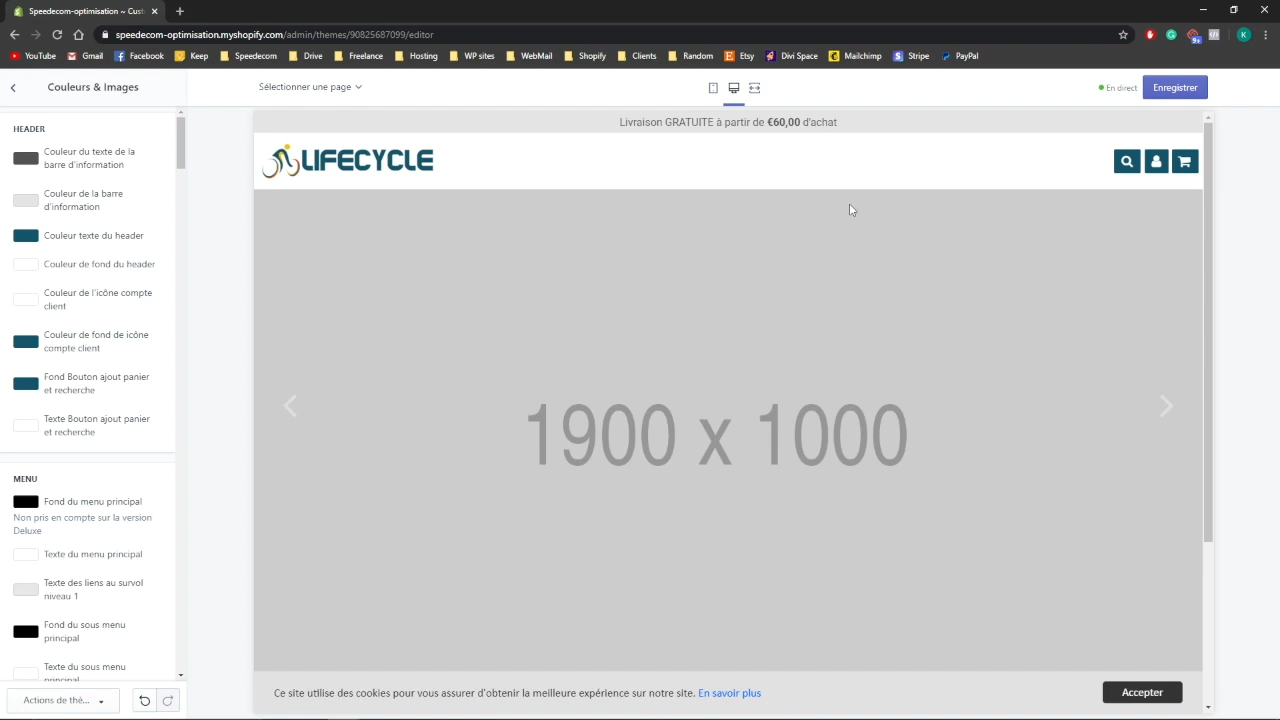 Speedecom-optimisation ~ Cust
speedecom-optimisation.myshopify.com/admin/themes/90825687099/editor
9+
K
YouTube Gmail Facebook Keep Speedecom Drive Freelance Hosting WP sites WebMail Shopify Clients Random Etsy Divi Space Mailchimp Stripe PayPal
Couleurs & Images
Sélectionner une page
En direct
Enregistrer
HEADER
Couleur du texte de la
barre d'information
Couleur de la barre
d'information
Couleur texte du header
Couleur de fond du header
Couleur de l'icône compte
client
Couleur de fond de icône
compte client
Fond Bouton ajout panier
et recherche
Texte Bouton ajout panier
et recherche
MENU
Fond du menu principal
Non pris en compte sur la version
Deluxe
Texte du menu principal
Texte des liens au survol
niveau 1
Fond du sous menu
principal
Texte du sous menu
principal
Actions de thè...
Livraison GRATUITE à partir de €60,00 d'achat
LIFECYCLE
1900 x 1000
Ce site utilise des cookies pour vous assurer d'obtenir la meilleure expérience sur notre site. En savoir plus
Accepter